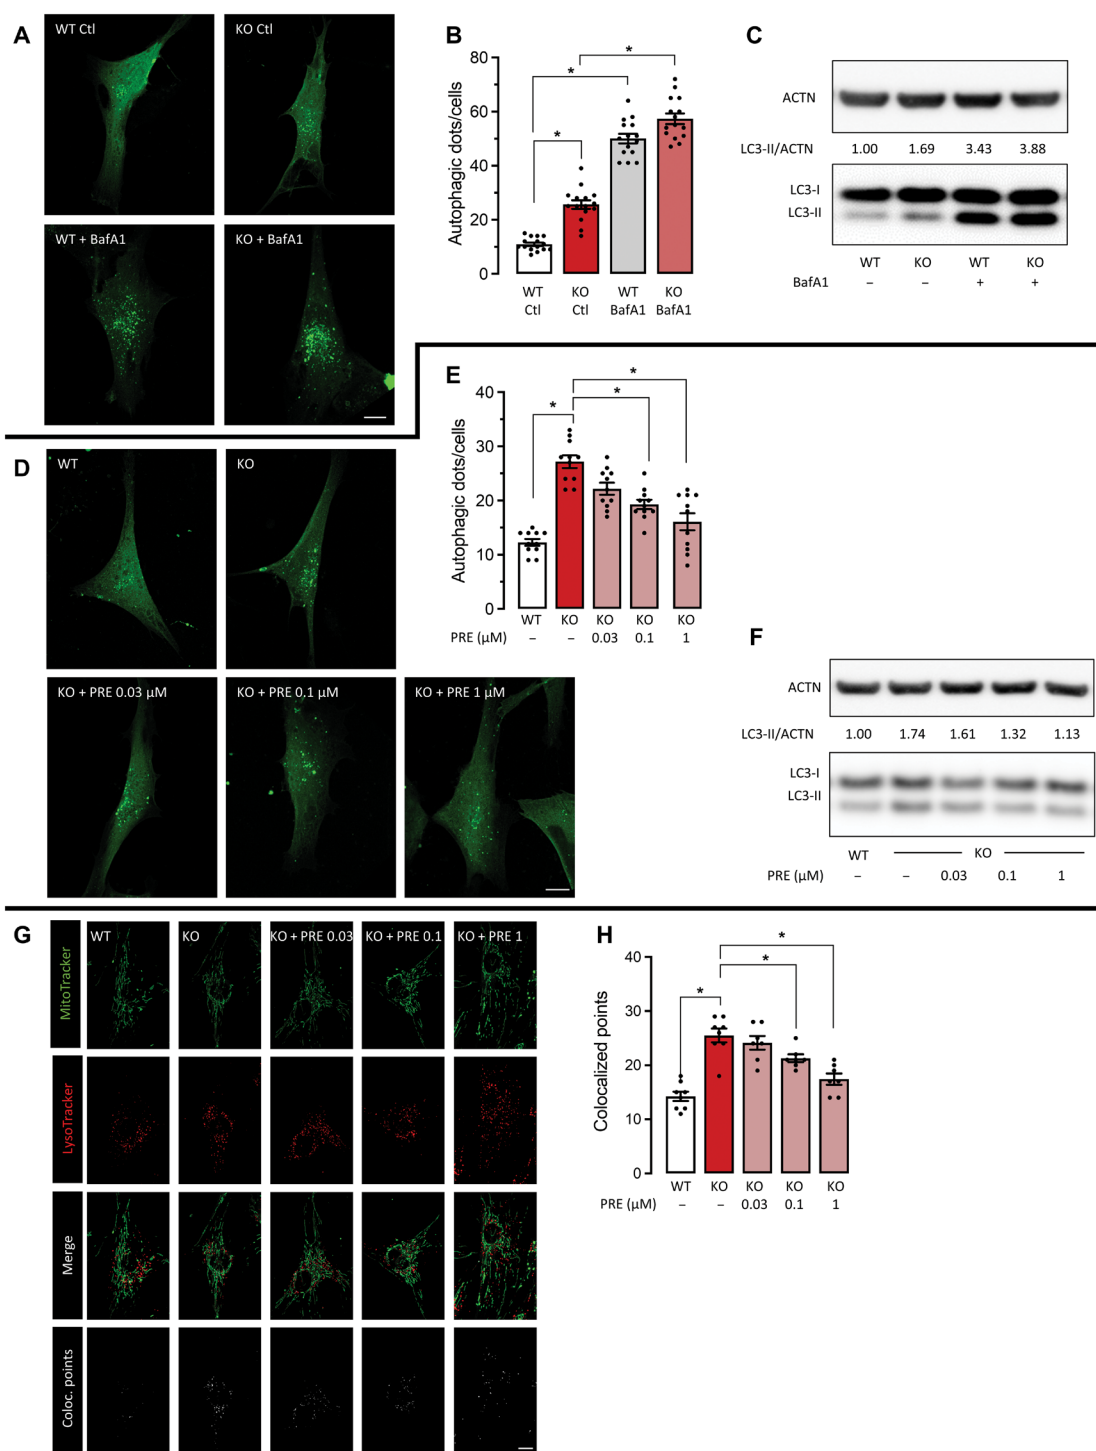 A
WT Ctl
KO Ctl
WT + BafA1
KO + BafA1
B
Autophagic dots/cells
80
60
40
20
0
* * * *
WT KO WT KO
Ctl Ctl BafA1 BafA1
C
ACTN
LC3-II/ACTN 1.00 1.69 3.43 3.88
LC3-I
LC3-II
WT KO WT KO
BafA1 – – + +
D
WT
KO
KO + PRE 0.03 µM
KO + PRE 0.1 µM
KO + PRE 1 µM
E
Autophagic dots/cells
40
30
20
10
0
* * *
WT KO KO KO KO
PRE (µM) – – 0.03 0.1 1
F
ACTN
LC3-II/ACTN 1.00 1.74 1.61 1.32 1.13
LC3-I
LC3-II
WT KO
PRE (µM) – – 0.03 0.1 1
G
WT KO KO + PRE 0.03 KO + PRE 0.1 KO + PRE 1
MitoTracker
LysoTracker
Merge
Coloc. points
H
Colocalized points
40
30
20
10
0
* * *
WT KO KO KO KO
PRE (µM) – – 0.03 0.1 1